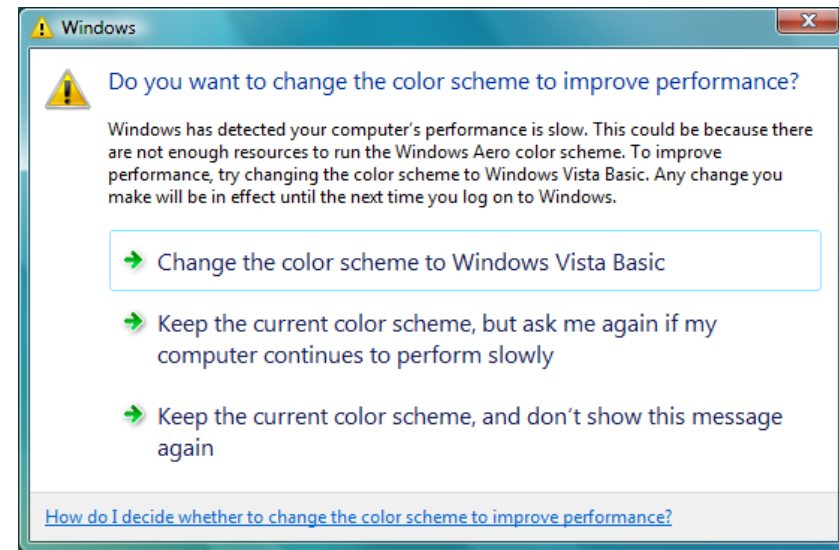 Windows
Do you want to change the color scheme to improve performance?
Windows has detected your computer's performance is slow. This could be because there
are not enough resources to run the Windows Aero color scheme. To improve
performance, try changing the color scheme to Windows Vista Basic. Any change you
make will be in effect until the next time you log on to Windows.
Change the color scheme to Windows Vista Basic
Keep the current color scheme, but ask me again if my
computer continues to perform slowly
Keep the current color scheme, and don't show this message
again
How do I decide whether to change the color scheme to improve performance?